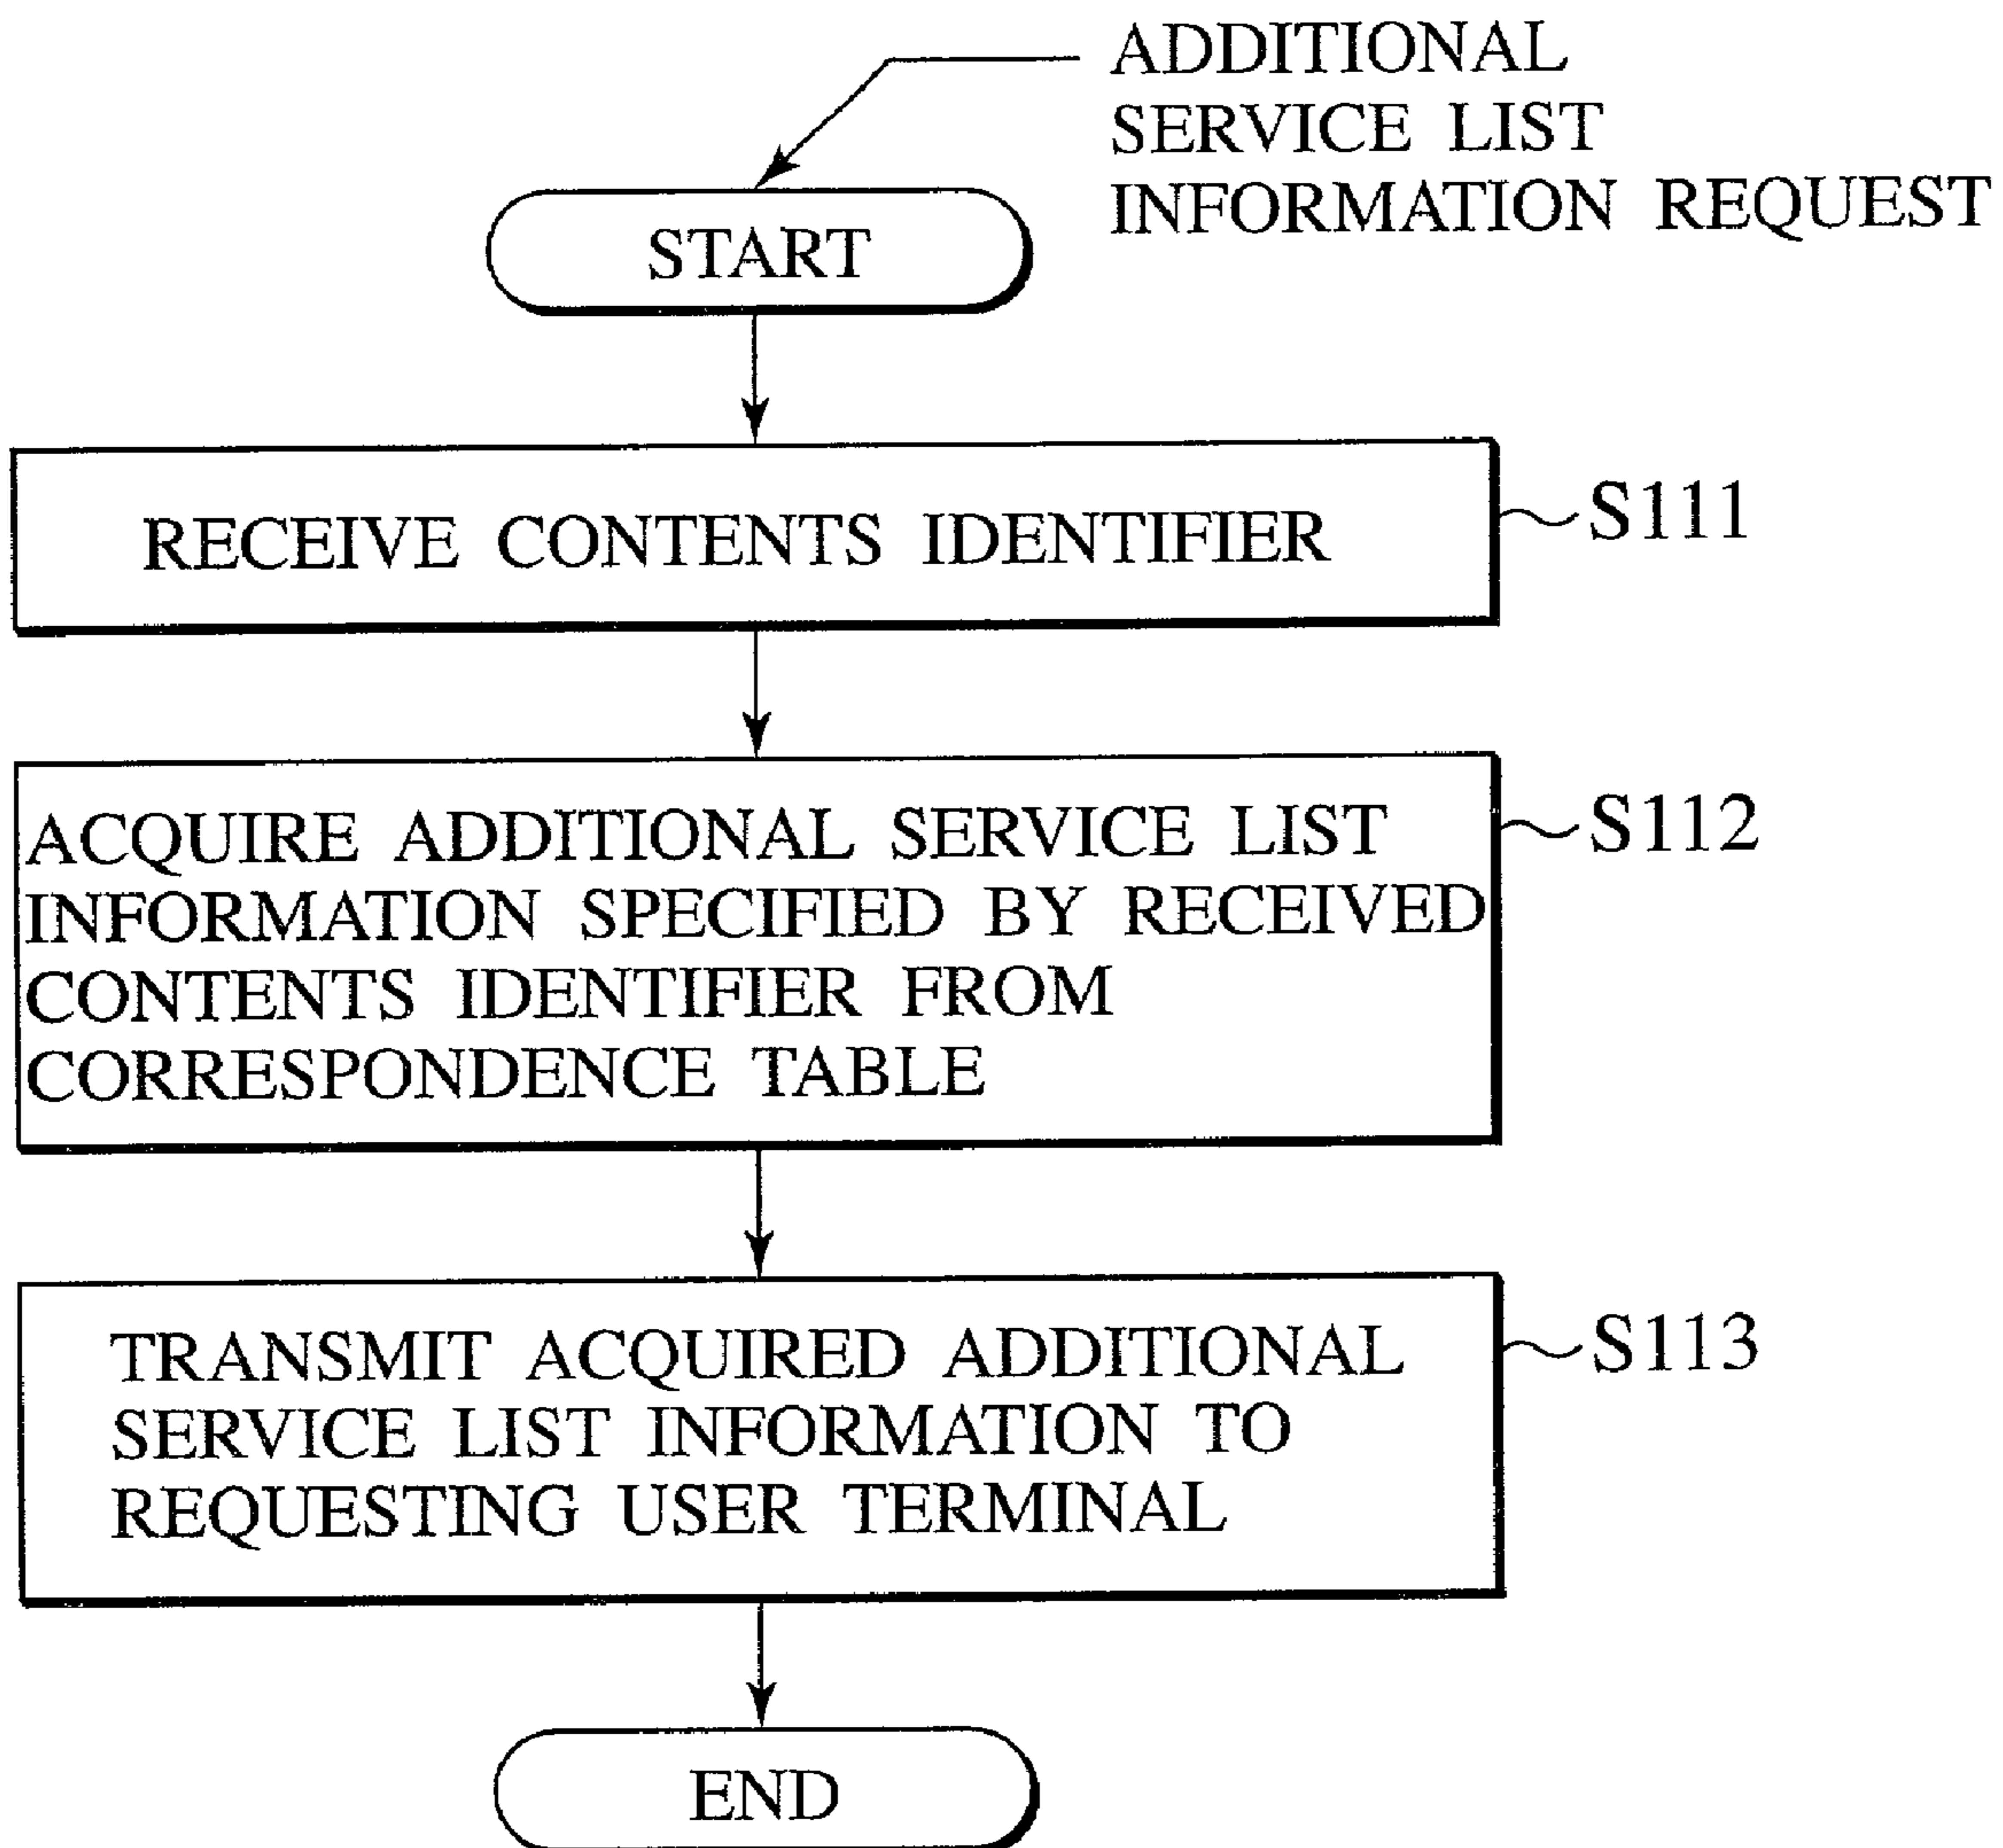 ADDITIONAL
SERVICE LIST
INFORMATION REQUEST
START
RECEIVE CONTENTS IDENTIFIER
S111
ACQUIRE ADDITIONAL SERVICE LIST
INFORMATION SPECIFIED BY RECEIVED
CONTENTS IDENTIFIER FROM
CORRESPONDENCE TABLE
S112
TRANSMIT ACQUIRED ADDITIONAL
SERVICE LIST INFORMATION TO
REQUESTING USER TERMINAL
S113
END